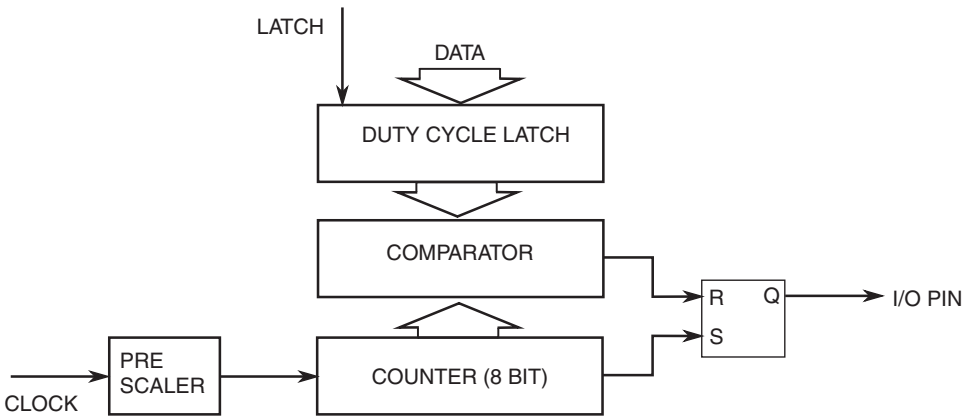 LATCH
DATA
DUTY CYCLE LATCH
COMPARATOR
R
Q
I/O PIN
S
PRE
SCALER
COUNTER (8 BIT)
CLOCK